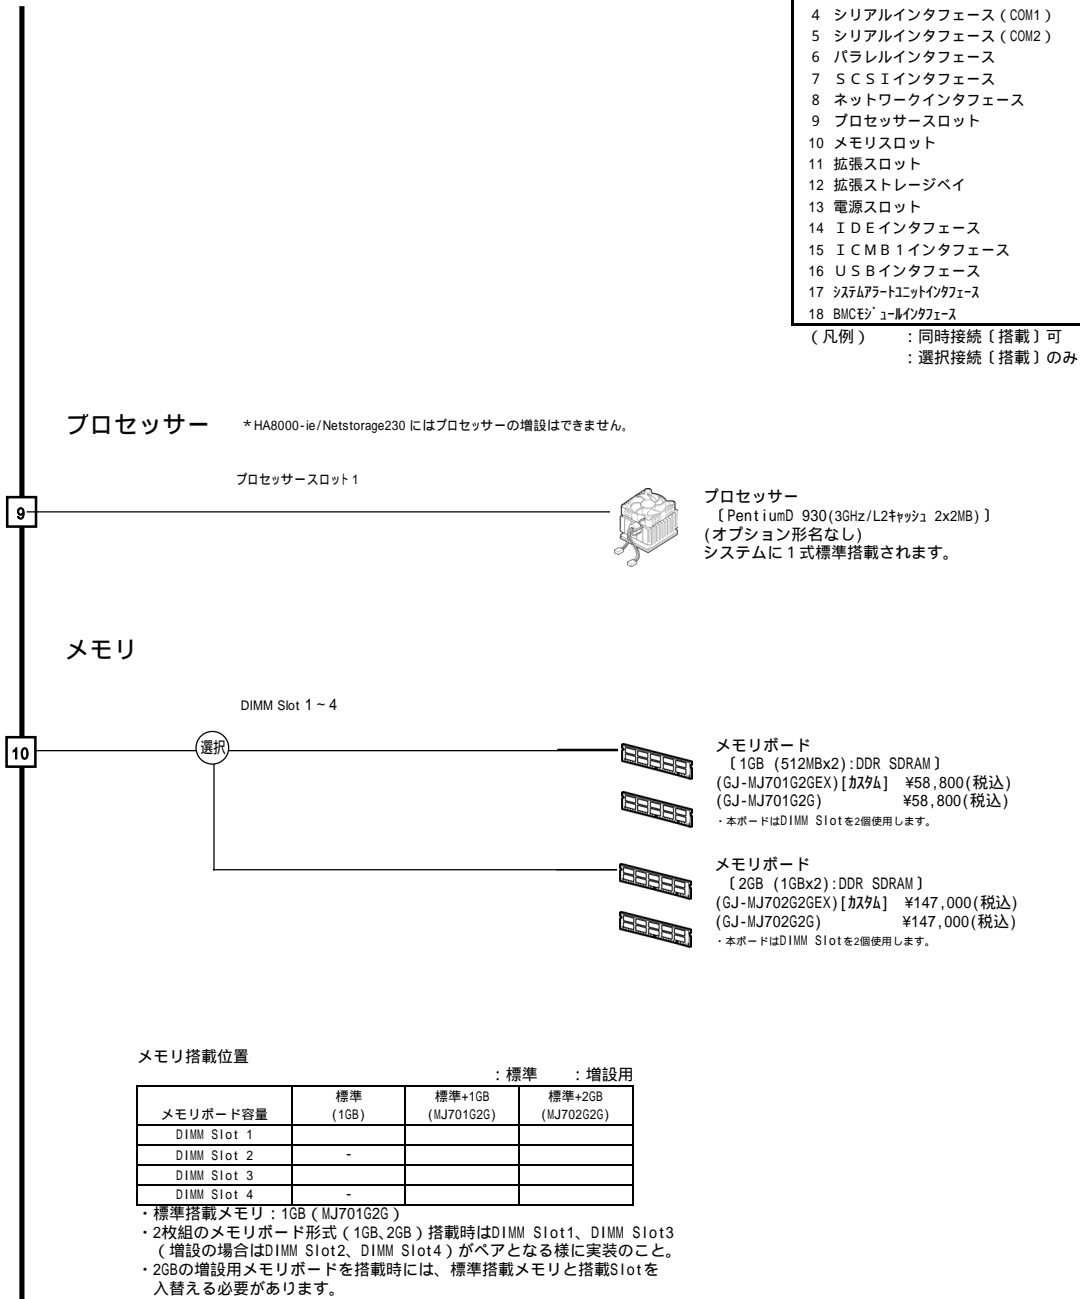 4 シリアルインタフェース（COM1）
5 シリアルインタフェース（COM2）
6 パラレルインタフェース
7 ＳＣＳＩインタフェース
8 ネットワークインタフェース
9 プロセッサースロット
10 メモリスロット
11 拡張スロット
12 拡張ストレージベイ
13 電源スロット
14 ＩＤＥインタフェース
15 ＩＣＭＢ１インタフェース
16 ＵＳＢインタフェース
17 ｼｽﾃﾑｱﾗｰﾄﾕﾆｯﾄｲﾝﾀﾌｪｰｽ
18 BMCﾓｼﾞｭｰﾙｲﾝﾀﾌｪｰｽ
（凡例）　：同時接続〔搭載〕可
：選択接続〔搭載〕のみ
プロセッサー　＊HA8000-ie/Netstorage230 にはプロセッサーの増設はできません。
プロセッサースロット1
9
プロセッサー
〔PentiumD 930(3GHz/L2ｷｬｯｼｭ 2x2MB)〕
(オプション形名なし)
システムに１式標準搭載されます。
メモリ
DIMM Slot 1～4
10
選択
メモリボード
〔1GB (512MBx2):DDR SDRAM〕
(GJ-MJ701G2GEX)[ｶｽﾀﾑ] ¥58,800(税込)
(GJ-MJ701G2G) ¥58,800(税込)
・本ボードはDIMM Slotを2個使用します。
メモリボード
〔2GB (1GBx2):DDR SDRAM〕
(GJ-MJ702G2GEX)[ｶｽﾀﾑ] ¥147,000(税込)
(GJ-MJ702G2G) ¥147,000(税込)
・本ボードはDIMM Slotを2個使用します。
メモリ搭載位置
：標準　：増設用
メモリボード容量 標準 (1GB) 標準+1GB (MJ701G2G) 標準+2GB (MJ702G2G)
DIMM Slot 1
DIMM Slot 2 -
DIMM Slot 3
DIMM Slot 4 -
・標準搭載メモリ：1GB（MJ701G2G）
・2枚組のメモリボード形式（1GB、2GB）搭載時はDIMM Slot1、DIMM Slot3
（増設の場合はDIMM Slot2、DIMM Slot4）がペアとなる様に実装のこと。
・2GBの増設用メモリボードを搭載時には、標準搭載メモリと搭載Slotを
入替える必要があります。